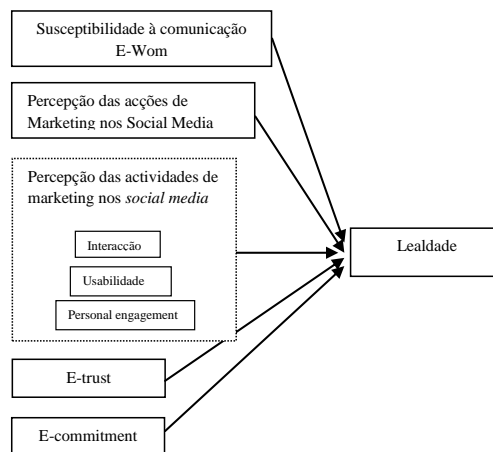 Susceptibilidade à comunicação
E-Wom
Percepção das acções de
Marketing nos Social Media
Percepção das actividades de
marketing nos social media
Interacção
Usabilidade
Personal engagement
Lealdade
E-trust
E-commitment